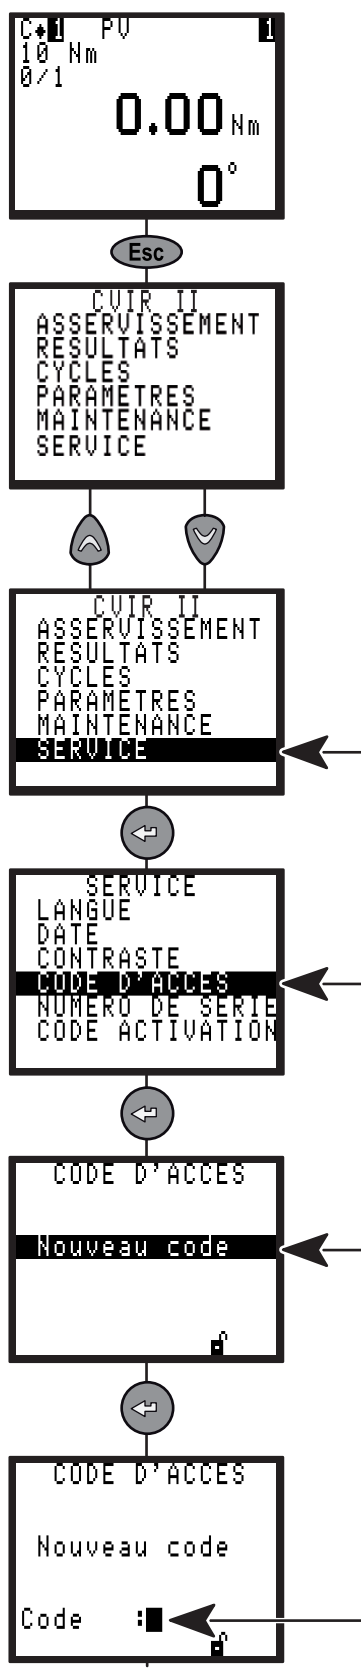 C♦1 PV 1
10 Nm
0/1
0.00 Nm
0°
Esc
CVIR II
ASSERVISSEMENT
RESULTATS
CYCLES
PARAMETRES
MAINTENANCE
SERVICE
CVIR II
ASSERVISSEMENT
RESULTATS
CYCLES
PARAMETRES
MAINTENANCE
SERVICE
SERVICE
LANGUE
DATE
CONTRASTE
CODE D'ACCES
NUMERO DE SERIE
CODE ACTIVATION
CODE D'ACCES
Nouveau code
CODE D'ACCES
Nouveau code
Code :